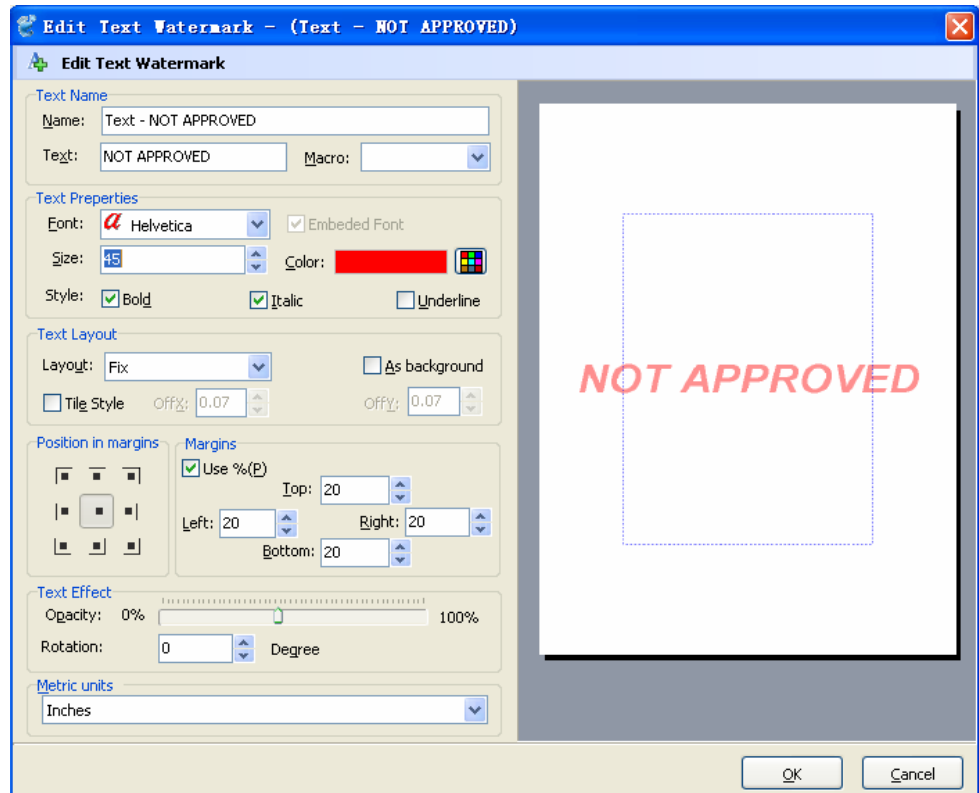 Edit Text Watermark - (Text - NOT APPROVED)
Edit Text Watermark
Text Name
Name: Text - NOT APPROVED
Text: NOT APPROVED Macro:
Text Preperties
Font: a Helvetica Embeded Font
Size: 45 Color:
Style: Bold Italic Underline
Text Layout
Layout: Fix As background
Tile Style OffX: 0.07 OffY: 0.07
Position in margins
Margins
Use %(P)
Top: 20
Left: 20 Right: 20
Bottom: 20
Text Effect
Opacity: 0% 100%
Rotation: 0 Degree
Metric units
Inches
NOT APPROVED
OK Cancel